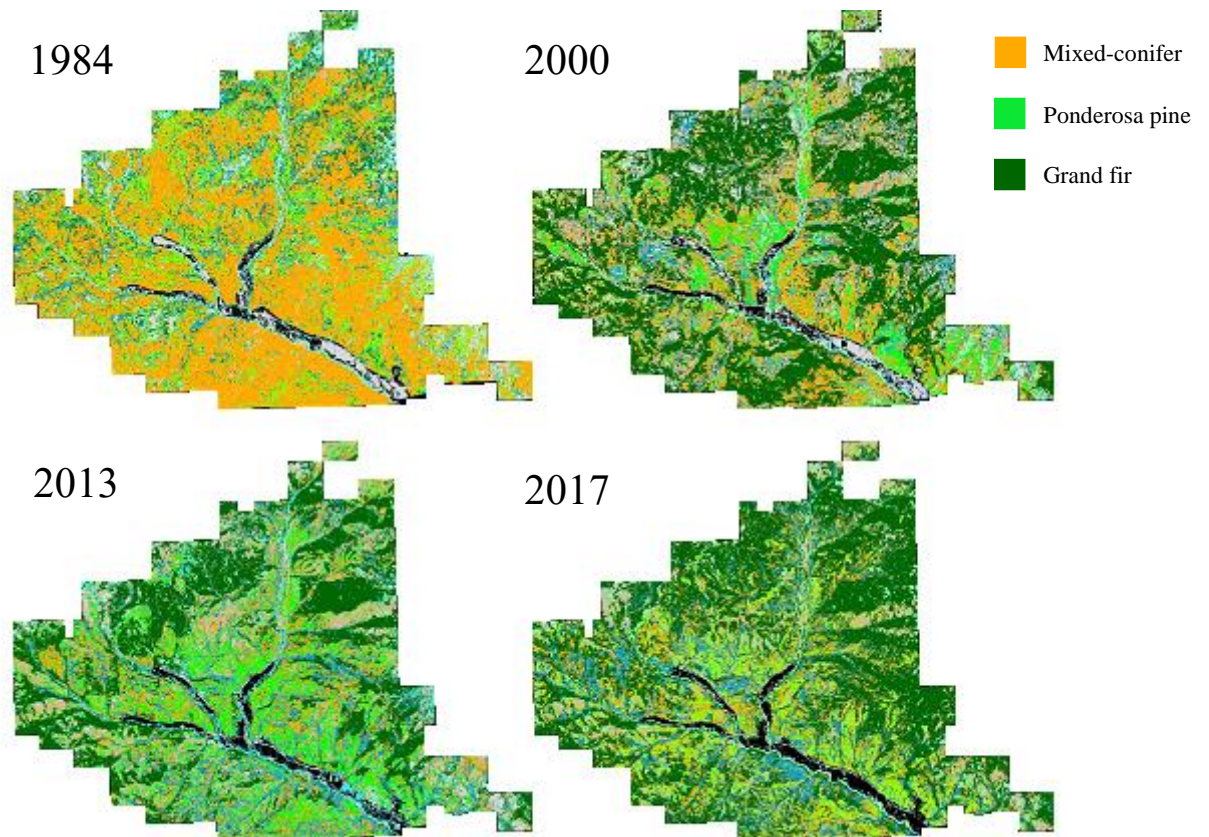 1984
2000
Mixed-conifer
Ponderosa pine
Grand fir
2013
2017